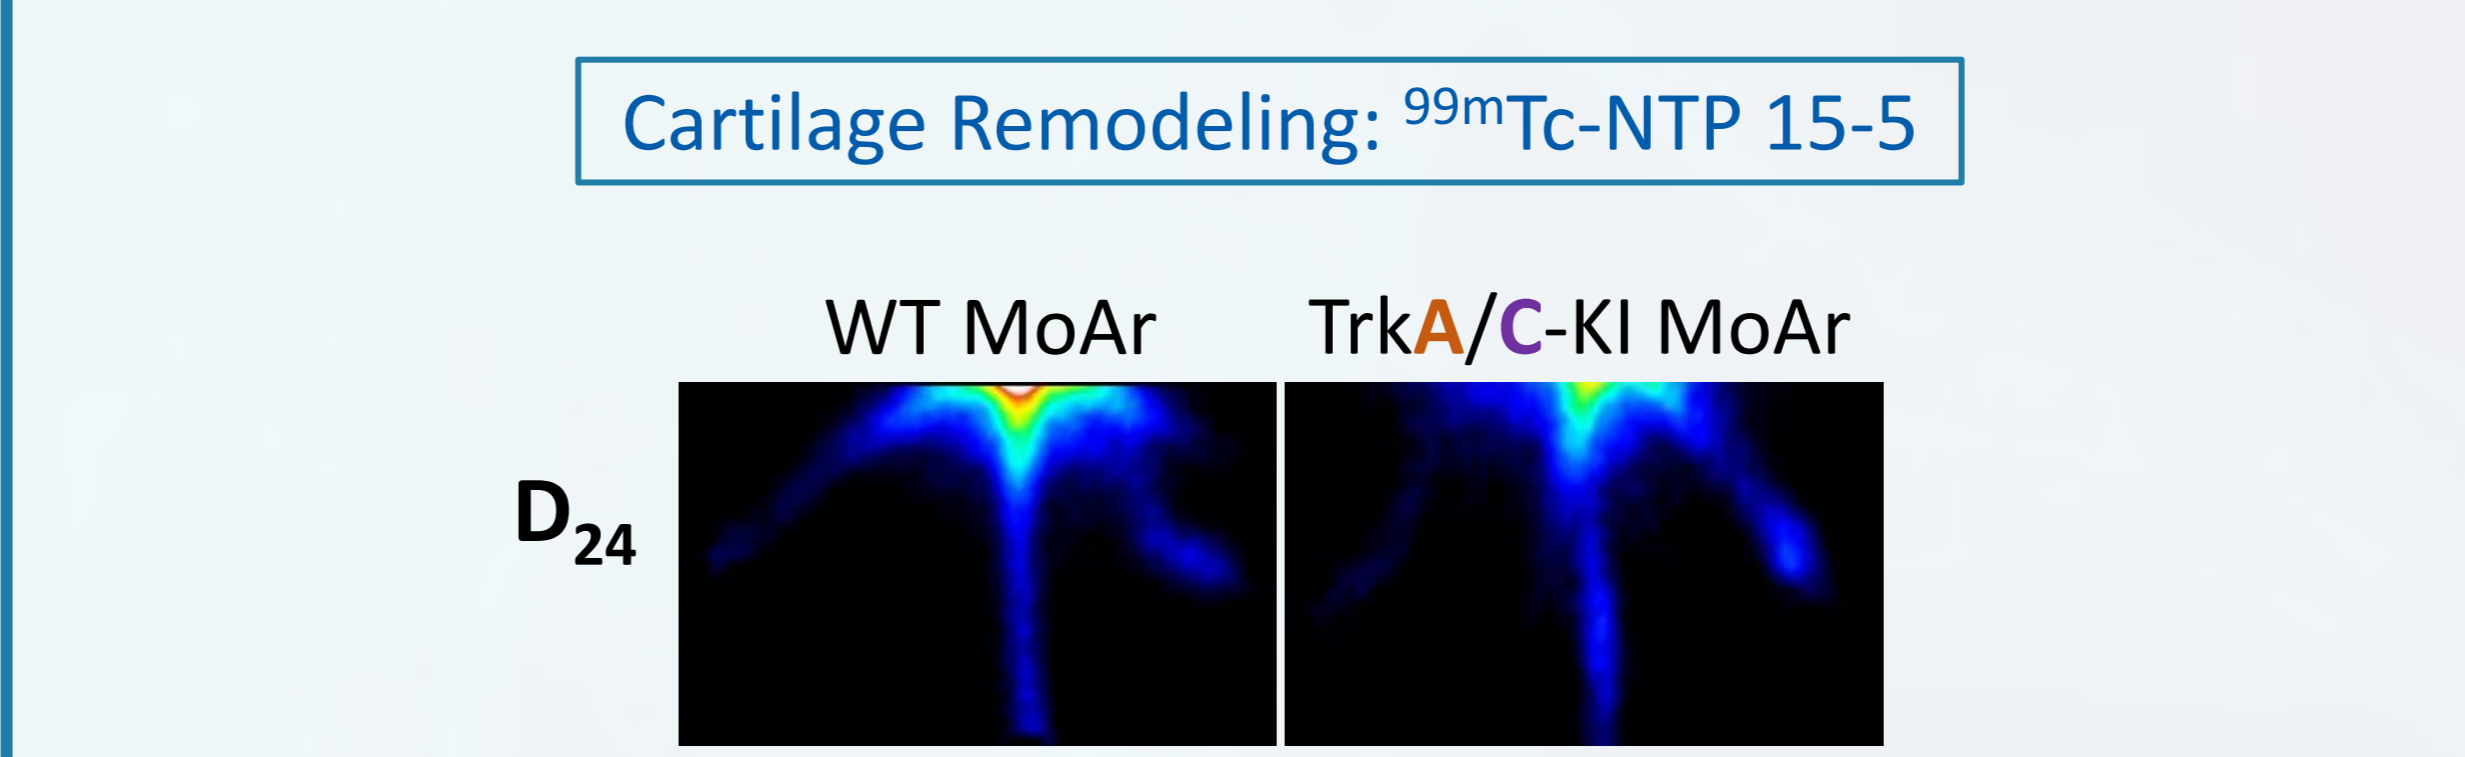 Cartilage Remodeling: ⁹⁹ᵐTc-NTP 15-5
WT MoAr TrkA/C-KI MoAr
D₂₄